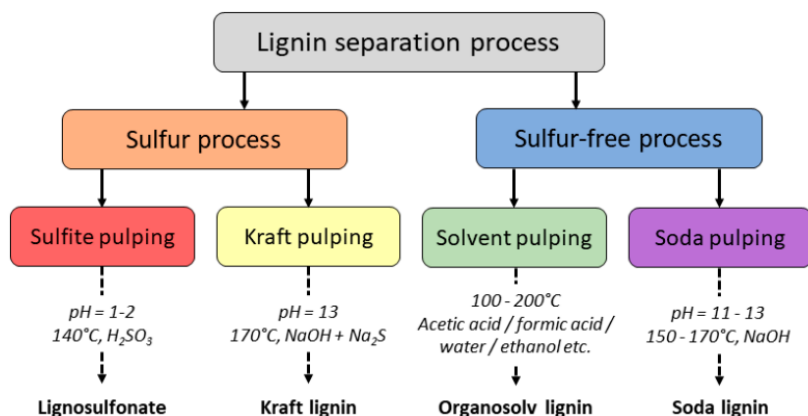 Lignin separation process
Sulfur process
Sulfur-free process
Sulfite pulping
Kraft pulping
Solvent pulping
Soda pulping
pH = 1-2
140°C, H₂SO₃
pH = 13
170°C, NaOH + Na₂S
100 - 200°C
Acetic acid / formic acid /
water / ethanol etc.
pH = 11 - 13
150 - 170°C, NaOH
Lignosulfonate
Kraft lignin
Organosolv lignin
Soda lignin